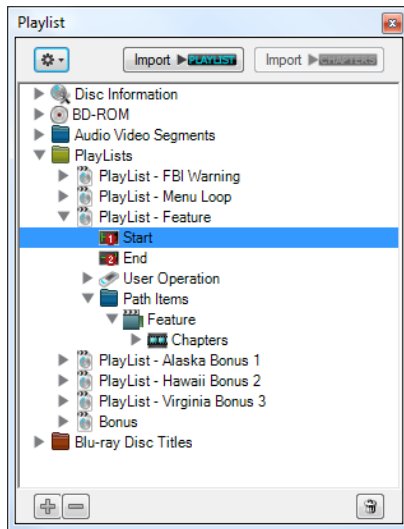 Playlist
Import PLAYLIST Import CHAPTERS
Disc Information
BD-ROM
Audio Video Segments
PlayLists
PlayList - FBI Warning
PlayList - Menu Loop
PlayList - Feature
1 Start
2 End
User Operation
Path Items
Feature
Chapters
PlayList - Alaska Bonus 1
PlayList - Hawaii Bonus 2
PlayList - Virginia Bonus 3
Bonus
Blu-ray Disc Titles